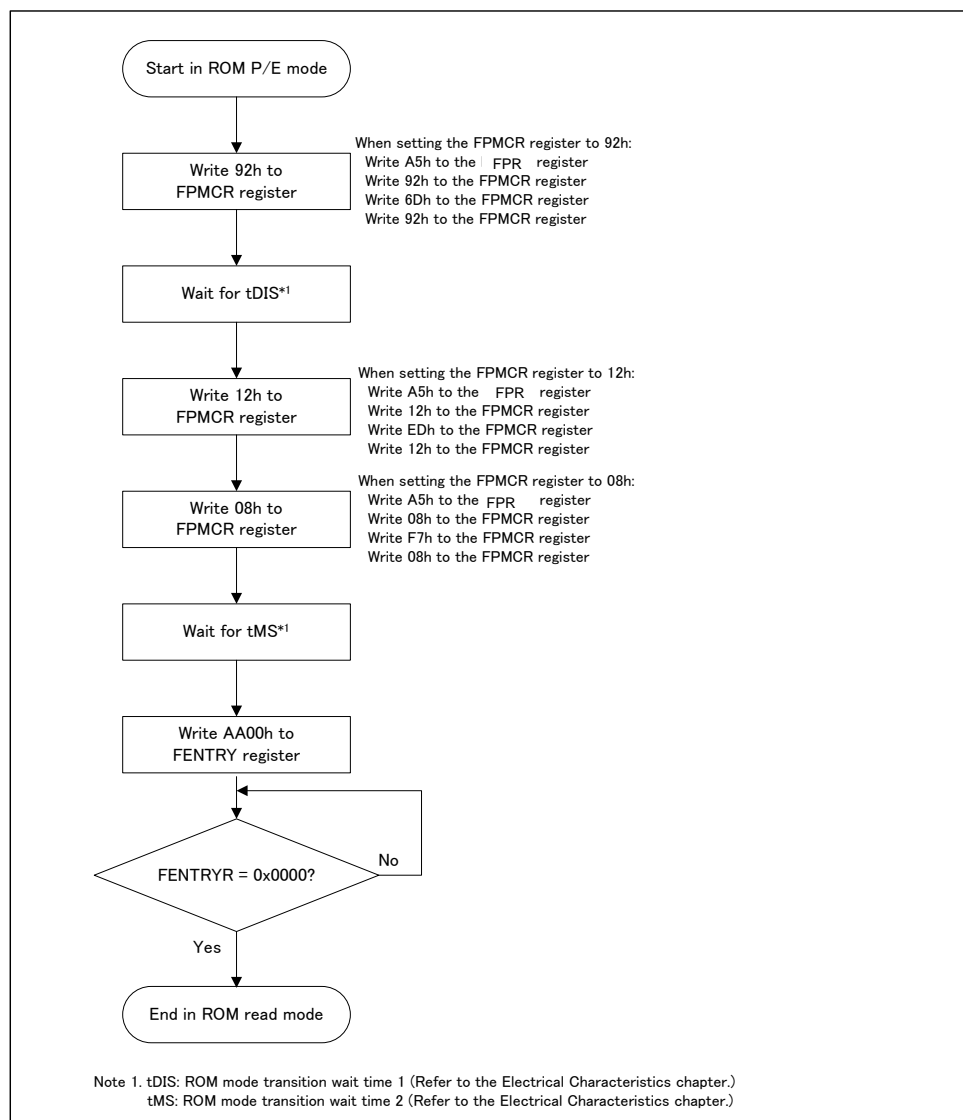 Start in ROM P/E mode
Write 92h to
FPMCR register
When setting the FPMCR register to 92h:
Write A5h to the FPR register
Write 92h to the FPMCR register
Write 6Dh to the FPMCR register
Write 92h to the FPMCR register
Wait for tDIS*1
Write 12h to
FPMCR register
When setting the FPMCR register to 12h:
Write A5h to the FPR register
Write 12h to the FPMCR register
Write EDh to the FPMCR register
Write 12h to the FPMCR register
Write 08h to
FPMCR register
When setting the FPMCR register to 08h:
Write A5h to the FPR register
Write 08h to the FPMCR register
Write F7h to the FPMCR register
Write 08h to the FPMCR register
Wait for tMS*1
Write AA00h to
FENTRY register
FENTRYR = 0x0000?
No
Yes
End in ROM read mode
Note 1. tDIS: ROM mode transition wait time 1 (Refer to the Electrical Characteristics chapter.)
tMS: ROM mode transition wait time 2 (Refer to the Electrical Characteristics chapter.)